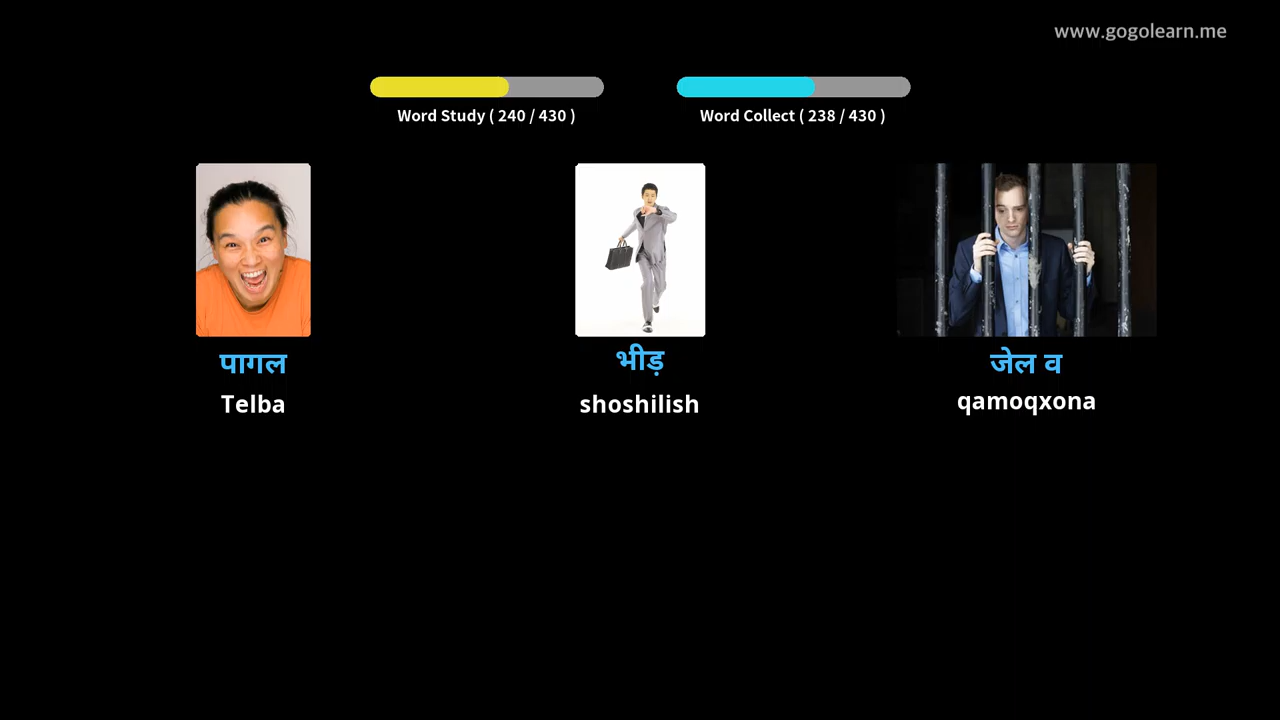 www.gogolearn.me
Word Study ( 240 / 430 )
Word Collect ( 238 / 430 )
पागल
भीड़
जेल व
Telba
shoshilish
qamoqxona